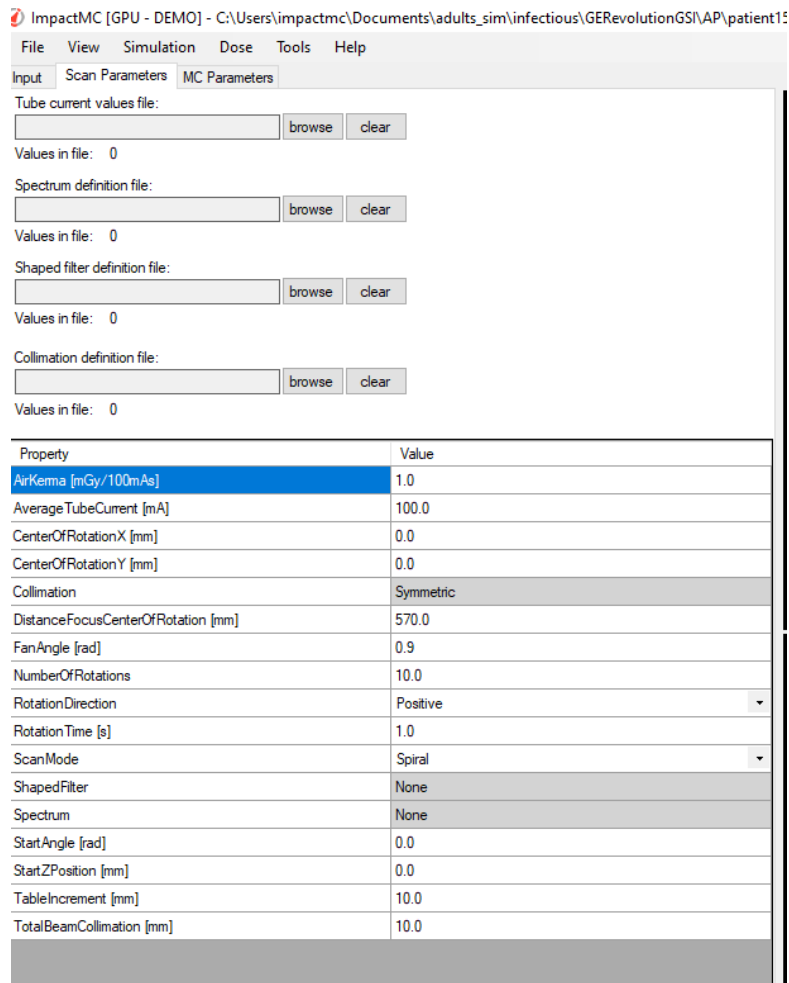 ImpactMC [GPU - DEMO] - C:\Users\impactmc\Documents\adults_sim\infectious\GERevolutionGSI\AP\patient15
File View Simulation Dose Tools Help
Input Scan Parameters MC Parameters
Tube current values file:
browse clear
Values in file: 0
Spectrum definition file:
browse clear
Values in file: 0
Shaped filter definition file:
browse clear
Values in file: 0
Collimation definition file:
browse clear
Values in file: 0
Property Value
AirKerma [mGy/100mAs] 1.0
AverageTubeCurrent [mA] 100.0
CenterOfRotationX [mm] 0.0
CenterOfRotationY [mm] 0.0
Collimation Symmetric
DistanceFocusCenterOfRotation [mm] 570.0
FanAngle [rad] 0.9
NumberOfRotations 10.0
RotationDirection Positive
RotationTime [s] 1.0
ScanMode Spiral
ShapedFilter None
Spectrum None
StartAngle [rad] 0.0
StartZPosition [mm] 0.0
TableIncrement [mm] 10.0
TotalBeamCollimation [mm] 10.0